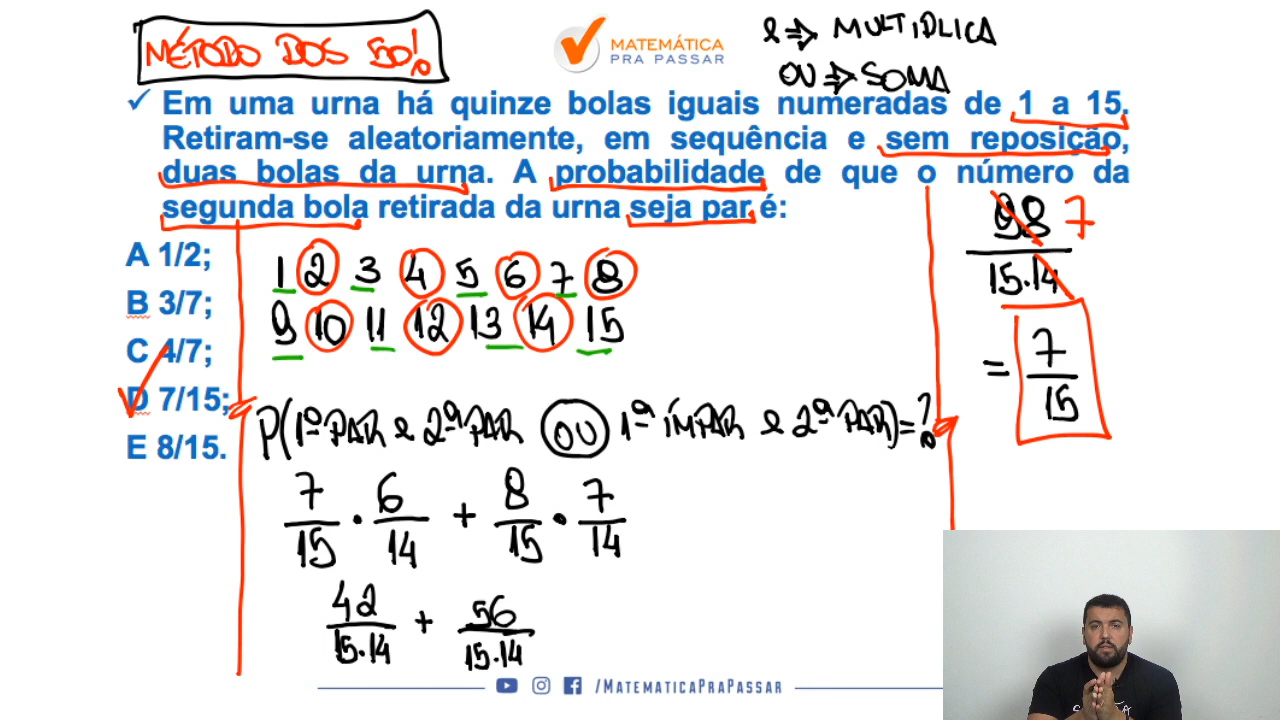 MÉTODO DOS 50!
MATEMÁTICA
PRA PASSAR
e ⇒ MULTIPLICA
OU ⇒ SOMA
✓ Em uma urna há quinze bolas iguais numeradas de 1 a 15.
Retiram-se aleatoriamente, em sequência e sem reposição,
duas bolas da urna. A probabilidade de que o número da
segunda bola retirada da urna seja par é:
A 1/2;
B 3/7;
C 4/7;
D 7/15;
E 8/15.
1 2 3 4 5 6 7 8
9 10 11 12 13 14 15
P(1ª PAR e 2ª PAR OU 1ª ÍMPAR e 2ª PAR) = ?
7/15 · 6/14 + 8/15 · 7/14
42/15·14 + 56/15·14
98 7
15·14
= 7/15
/MATEMATICAPRAPASSAR